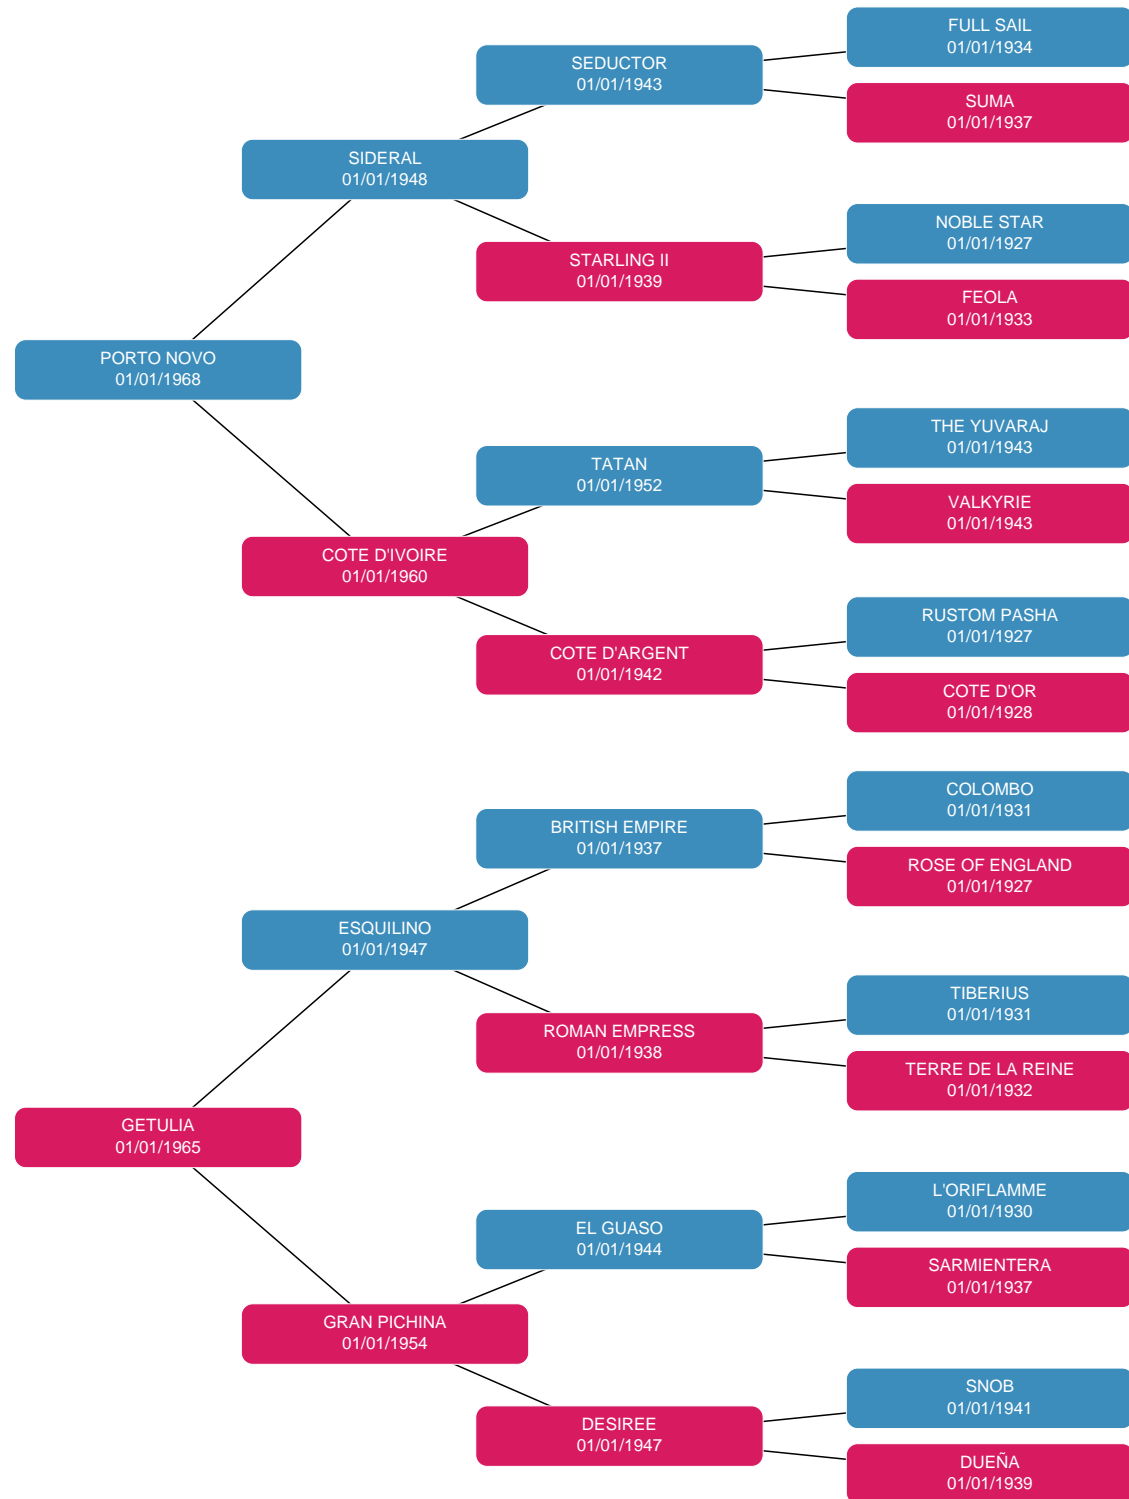 FULL SAIL
01/01/1934
SEDUCTOR
01/01/1943
SUMA
01/01/1937
SIDERAL
01/01/1948
NOBLE STAR
01/01/1927
STARLING II
01/01/1939
FEOLA
01/01/1933
PORTO NOVO
01/01/1968
THE YUVARAJ
01/01/1943
TATAN
01/01/1952
VALKYRIE
01/01/1943
COTE D'IVOIRE
01/01/1960
RUSTOM PASHA
01/01/1927
COTE D'ARGENT
01/01/1942
COTE D'OR
01/01/1928
COLOMBO
01/01/1931
BRITISH EMPIRE
01/01/1937
ROSE OF ENGLAND
01/01/1927
ESQUILINO
01/01/1947
TIBERIUS
01/01/1931
ROMAN EMPRESS
01/01/1938
TERRE DE LA REINE
01/01/1932
GETULIA
01/01/1965
L'ORIFLAMME
01/01/1930
EL GUASO
01/01/1944
SARMIENTERA
01/01/1937
GRAN PICHINA
01/01/1954
SNOB
01/01/1941
DESIREE
01/01/1947
DUEÑA
01/01/1939